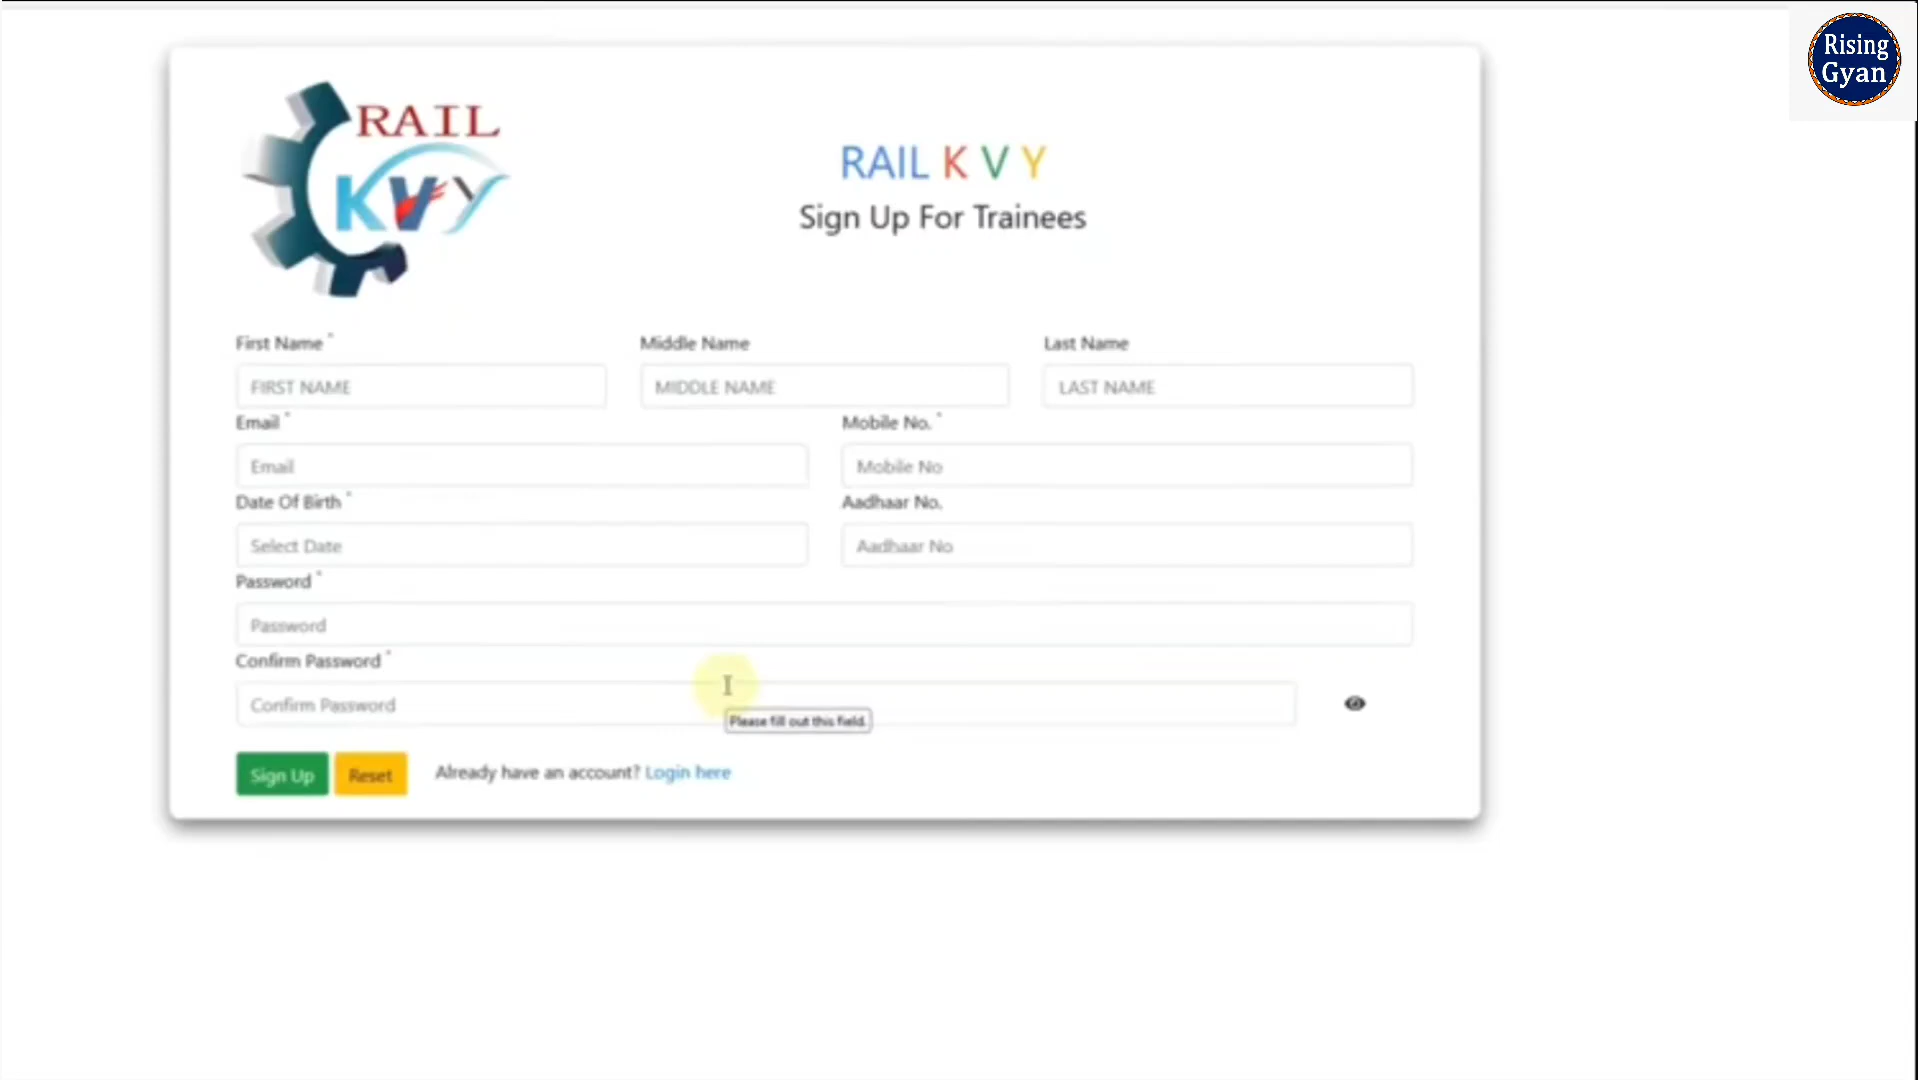 Rising
Gyan
RAIL
KVY
RAIL K V Y
Sign Up For Trainees
First Name * Middle Name Last Name
FIRST NAME MIDDLE NAME LAST NAME
Email * Mobile No. *
Email Mobile No
Date Of Birth * Aadhaar No.
Select Date Aadhaar No
Password *
Password
Confirm Password *
Confirm Password
Please fill out this field.
Sign Up Reset Already have an account? Login here